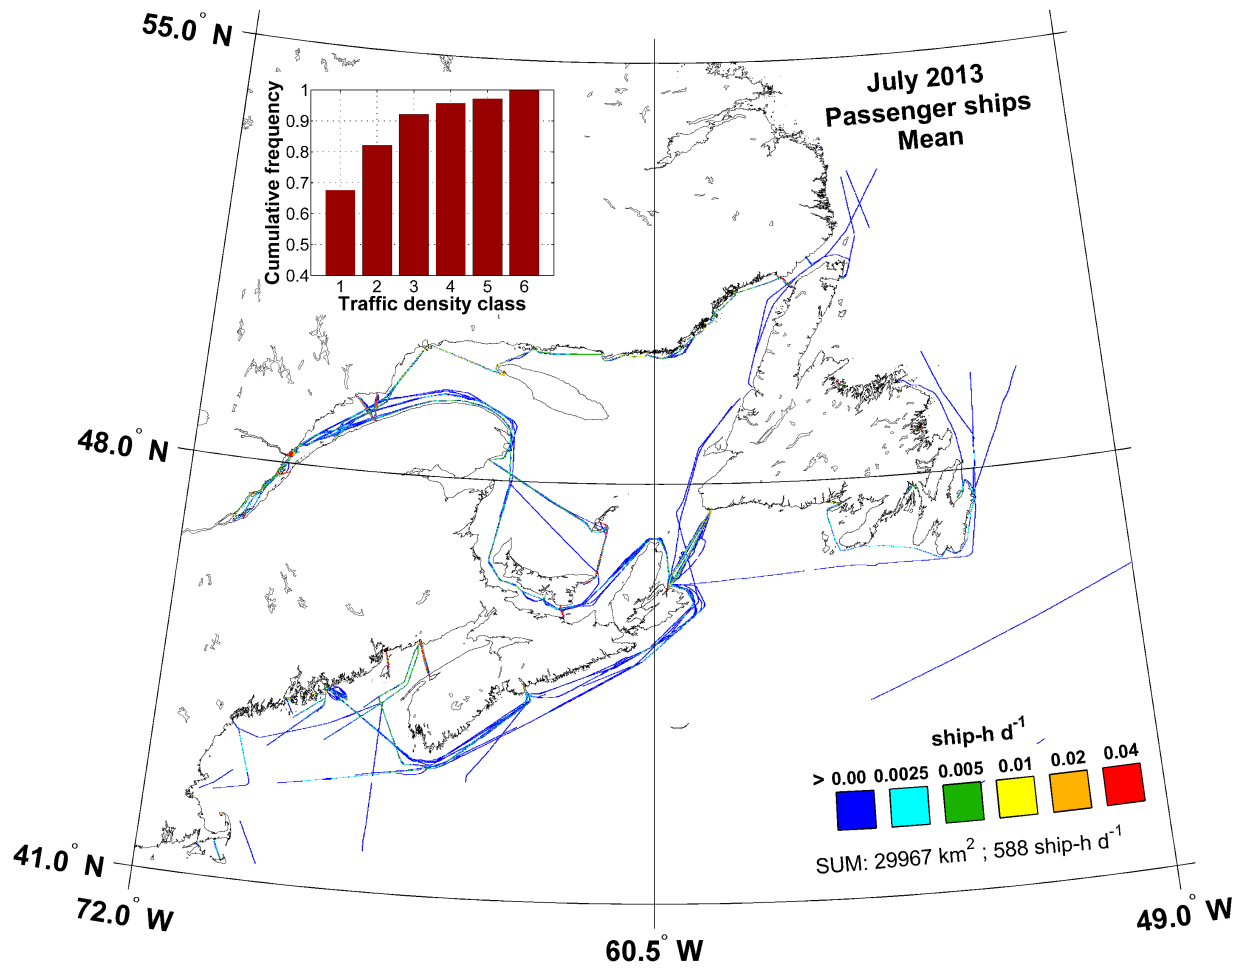 55.0° N
July 2013
Passenger ships
Mean
Cumulative frequency
1
0.9
0.8
0.7
0.6
0.5
0.4
1 2 3 4 5 6
Traffic density class
48.0° N
ship-h d⁻¹
> 0.00 0.0025 0.005 0.01 0.02 0.04
SUM: 29967 km² ; 588 ship-h d⁻¹
41.0° N
72.0° W
60.5° W
49.0° W